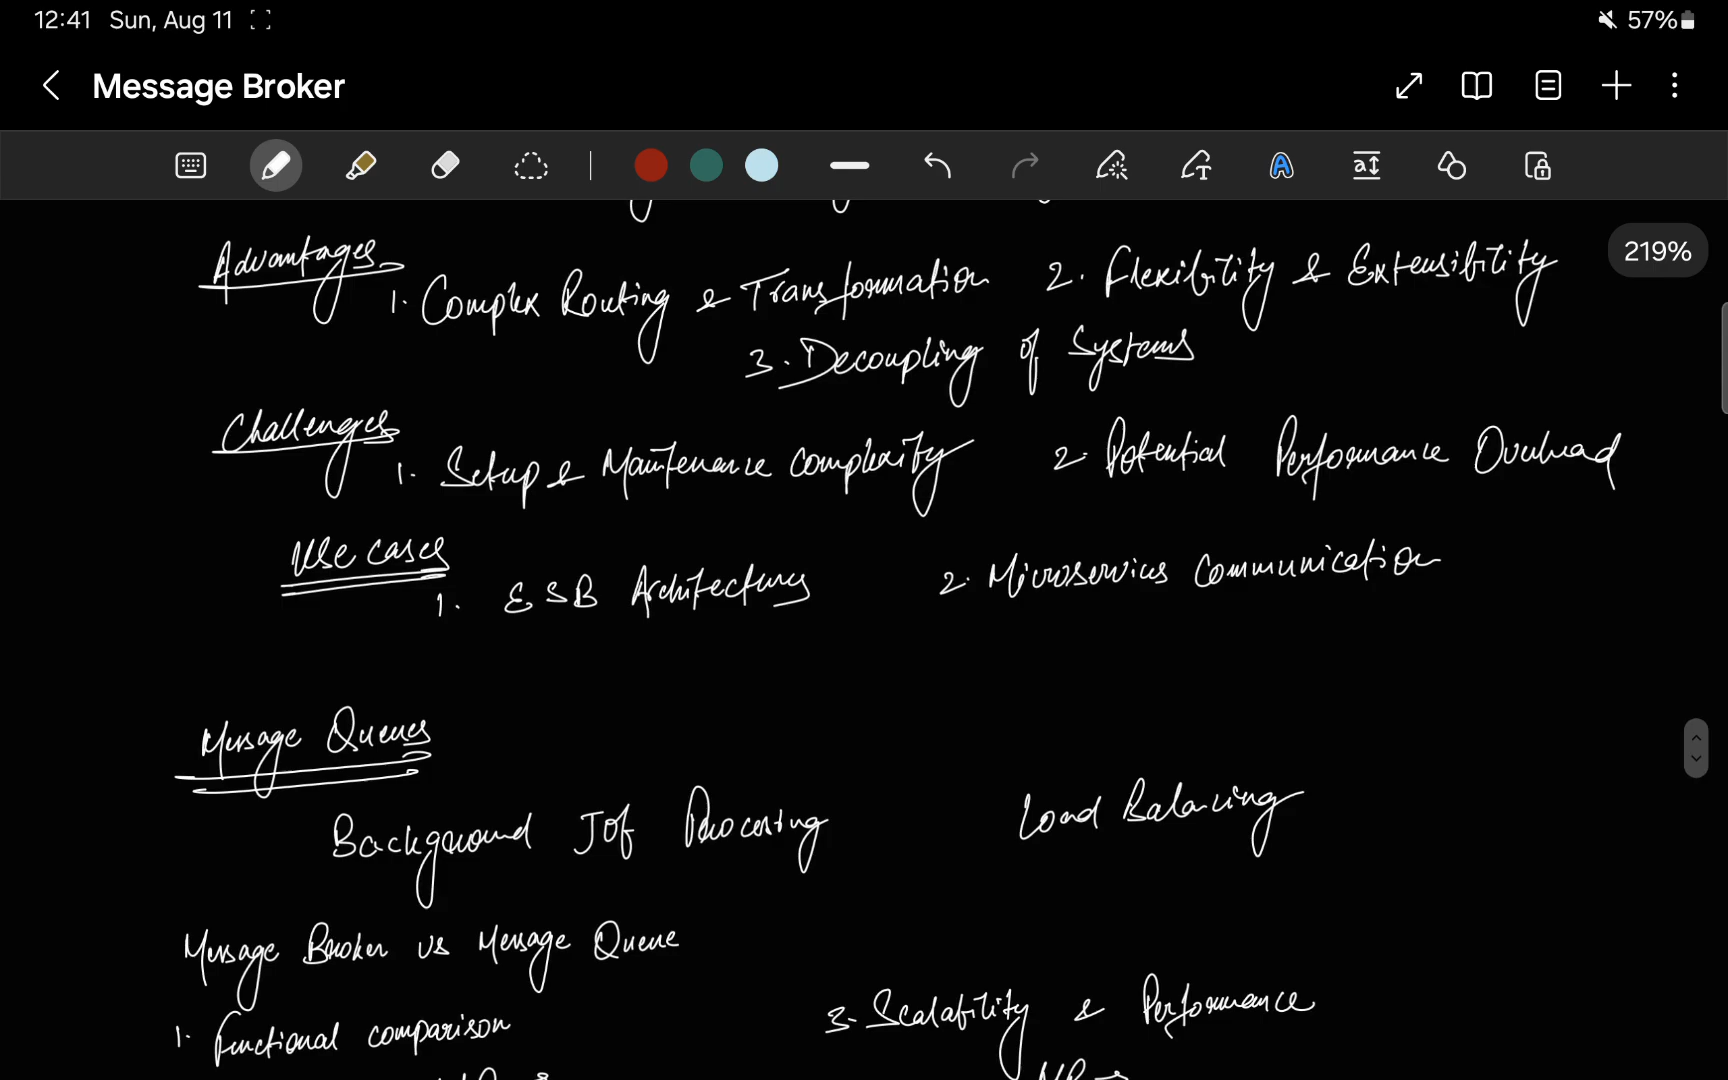 12:41 Sun, Aug 11 57%
Message Broker
219%
Advantages
1. Complex Routing & Transformation 2. Flexibility & Extensibility
3. Decoupling of Systems
Challenges
1. Setup & Maintenance Complexity 2. Potential Performance Overhead
Use cases
1. ESB Architectures 2. Microservices Communication
Message Queues
Background Job Processing Load Balancing
Message Broker vs Message Queue
1. Functional comparison 3. Scalability & Performance